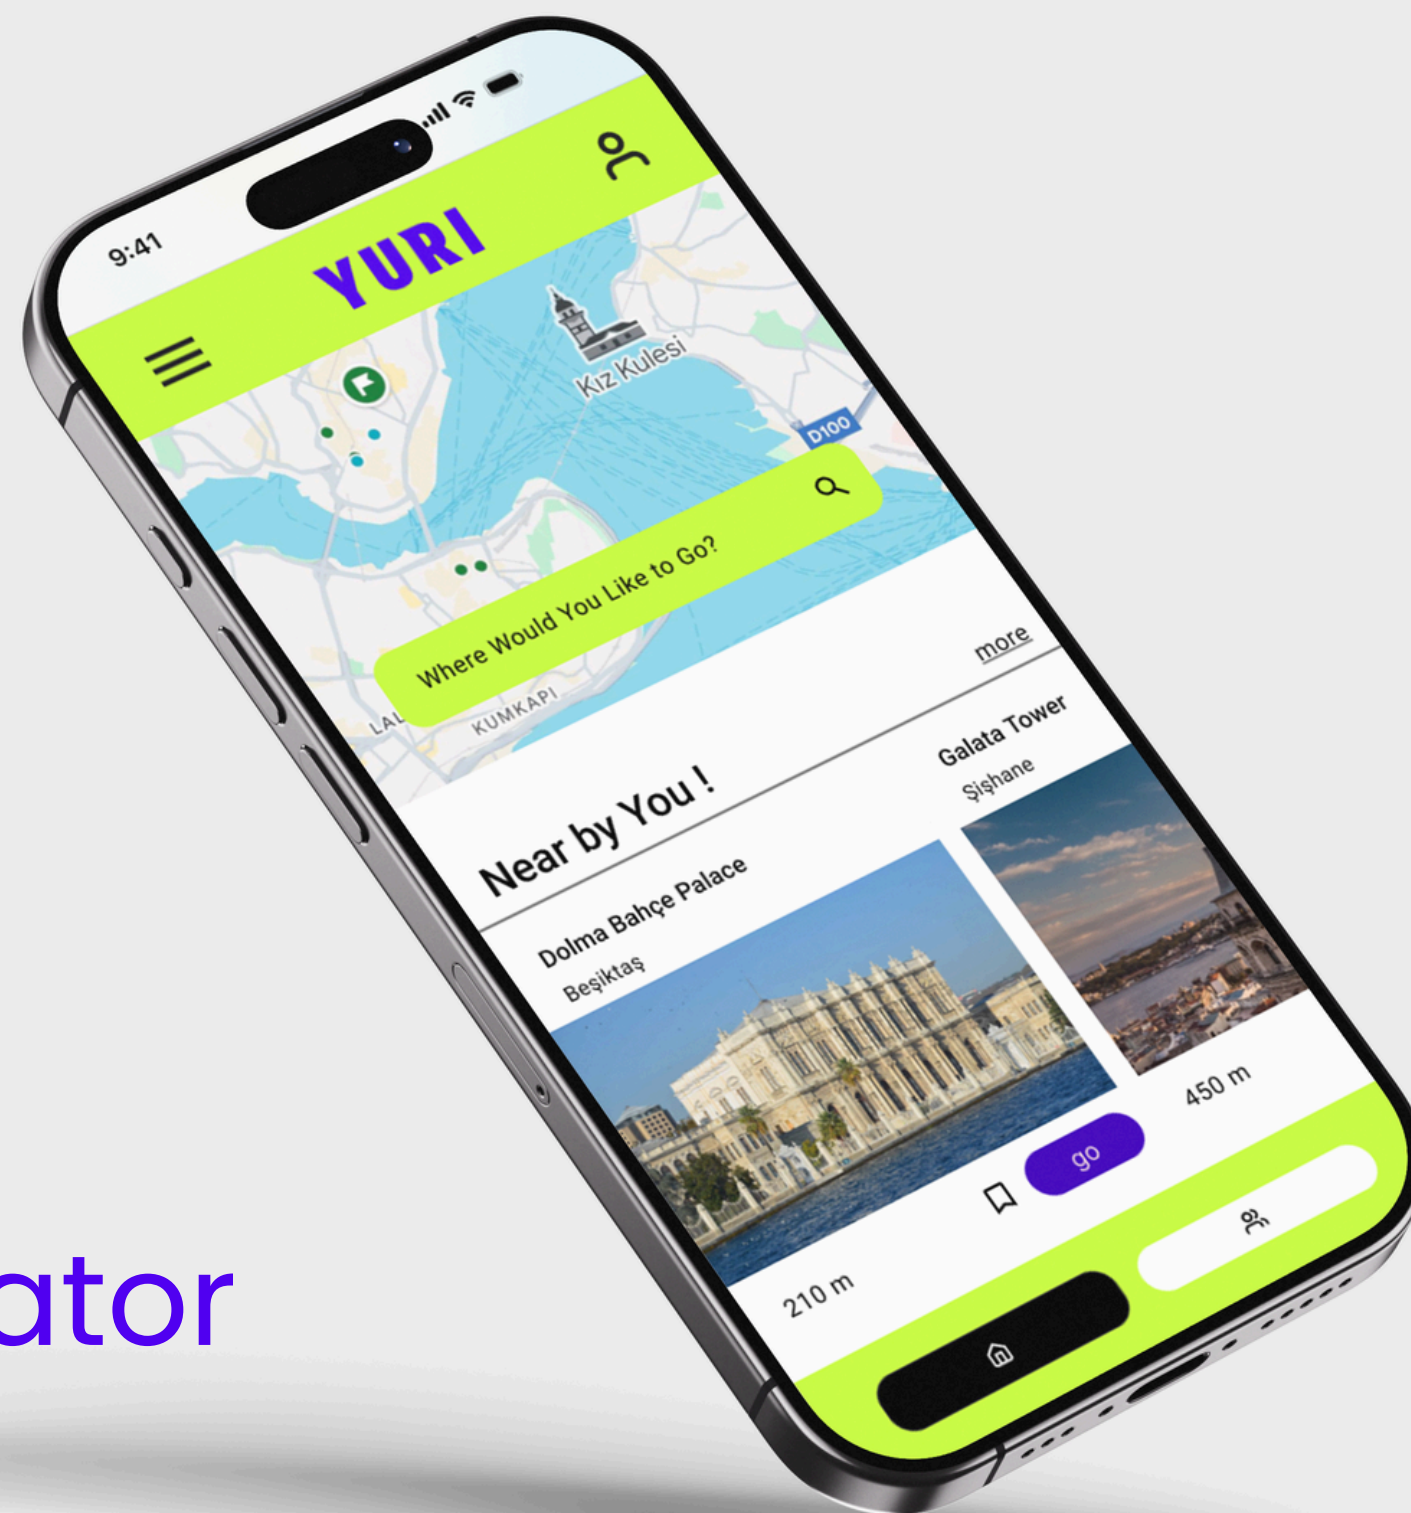 9:41
YURI
Kız Kulesi
D100
Where Would You Like to Go?
KUMKAPI
more
Near by You !
Dolma Bahçe Palace
Beşiktaş
Galata Tower
Şişhane
210 m
go
450 m
ator